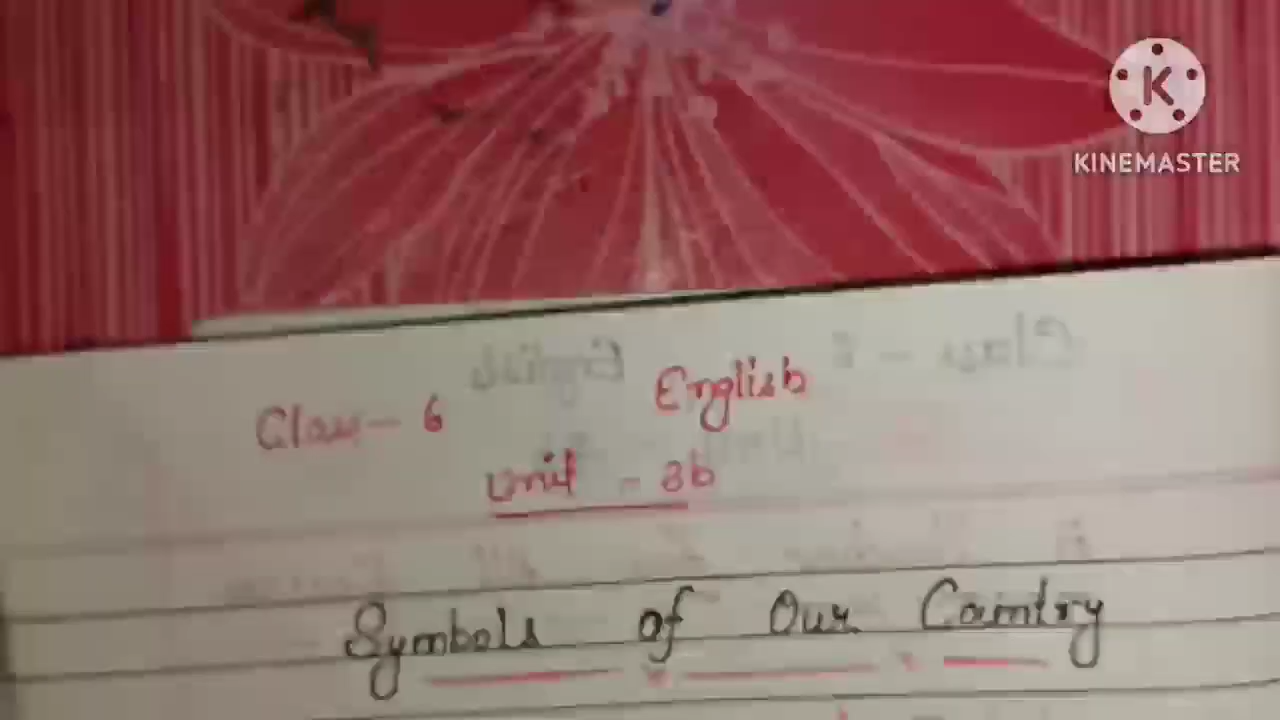 K
KINEMASTER
Class - 6 English
Unit - 3b
Symbols of Our Country